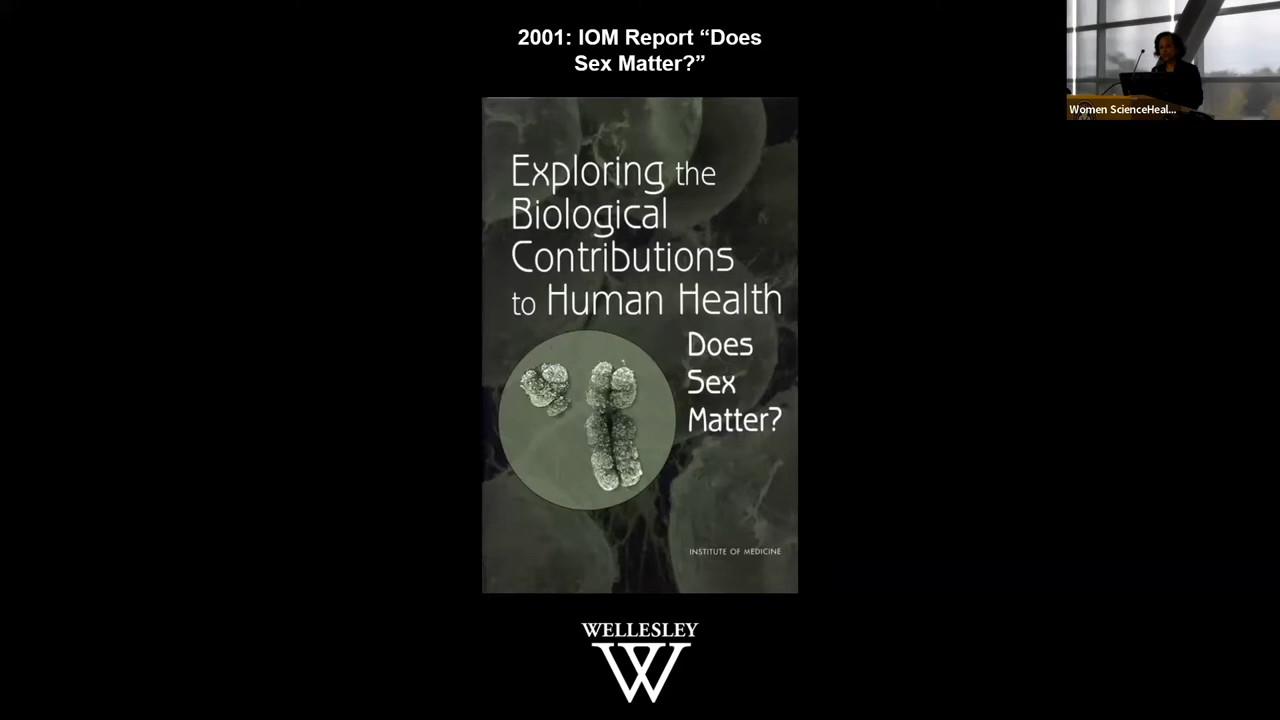 2001: IOM Report “Does
Sex Matter?”
Exploring the
Biological
Contributions
to Human Health
Does
Sex
Matter?
INSTITUTE OF MEDICINE
WELLESLEY
W
Women ScienceHeal...